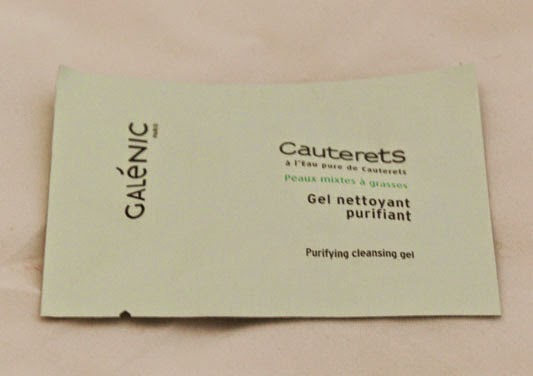 GALéNIC
PARIS
CauteretS
à l'Eau pure de Cauterets
Peaux mixtes à grasses
Gel nettoyant
purifiant
Purifying cleansing gel